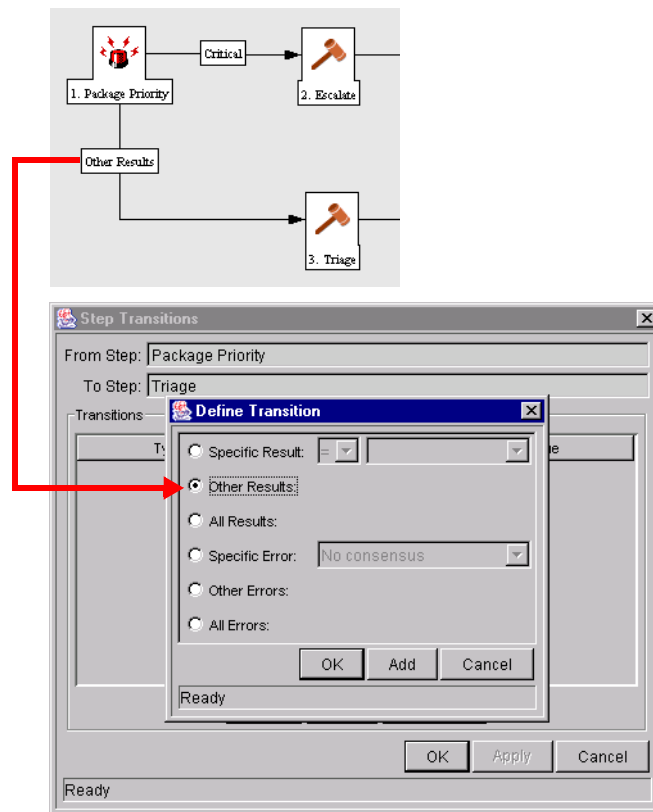 Critical
1. Package Priority
2. Escalate
Other Results
3. Triage
Step Transitions
From Step: Package Priority
To Step: Triage
Transitions
Define Transition
Specific Result: =
Other Results:
All Results:
Specific Error: No consensus
Other Errors:
All Errors:
OK Add Cancel
Ready
OK Apply Cancel
Ready